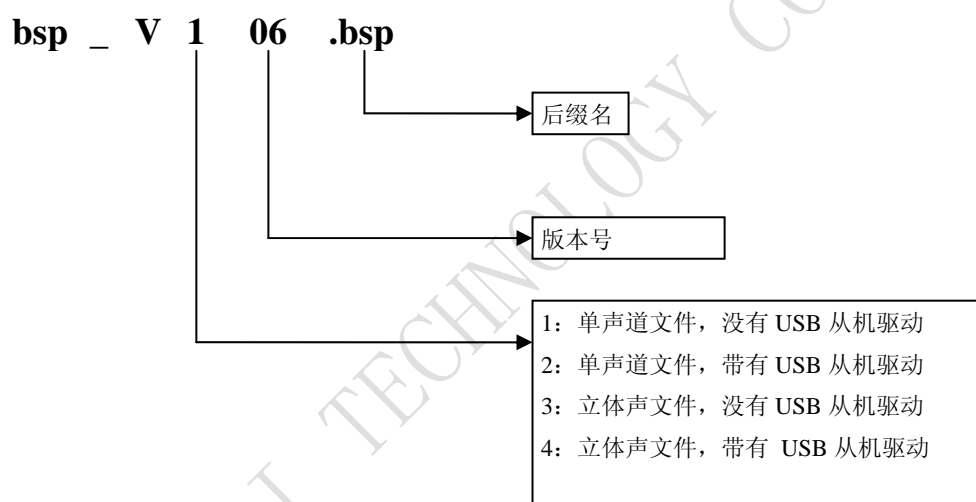 bsp _ V 1 06 .bsp
后缀名
版本号
1：单声道文件，没有 USB 从机驱动
2：单声道文件，带有 USB 从机驱动
3：立体声文件，没有 USB 从机驱动
4：立体声文件，带有 USB 从机驱动
TECHNOLOGY CO